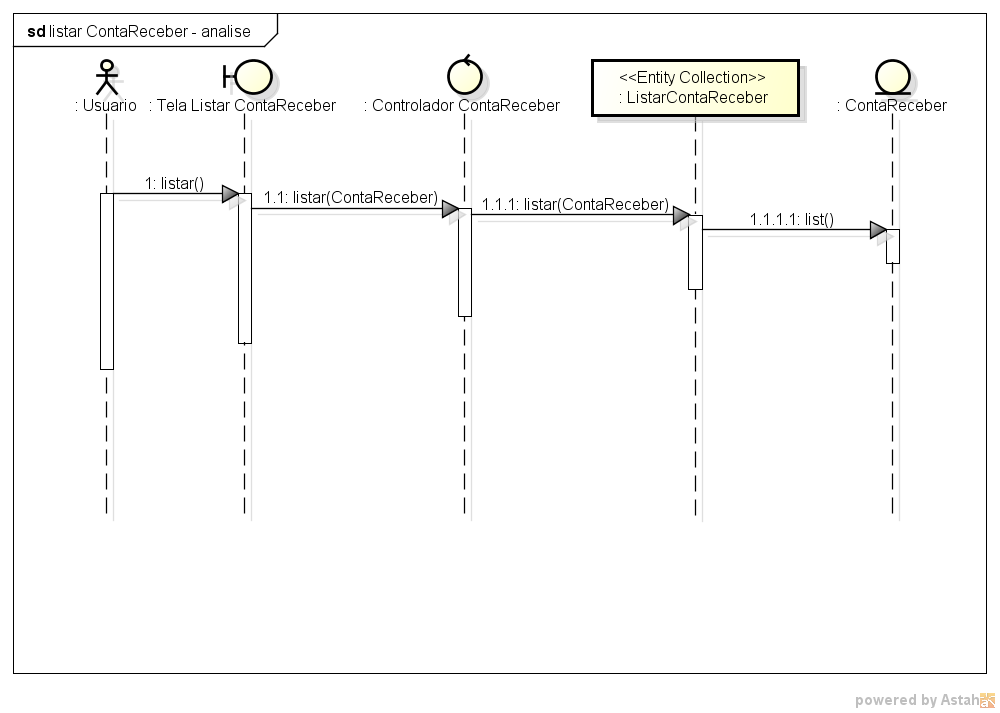 sd listar ContaReceber - analise
: Usuario
: Tela Listar ContaReceber
: Controlador ContaReceber
<<Entity Collection>>
: ListarContaReceber
: ContaReceber
1: listar()
1.1: listar(ContaReceber)
1.1.1: listar(ContaReceber)
1.1.1.1: list()
powered by Astah